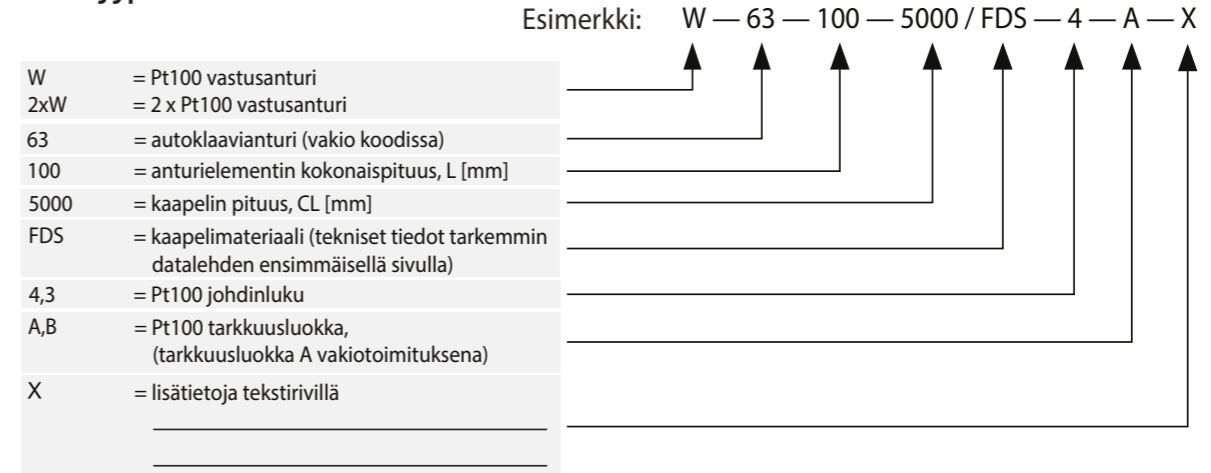 Esimerkki: W — 63 — 100 — 5000 / FDS — 4 — A — X
W = Pt100 vastusanturi
2xW = 2 x Pt100 vastusanturi
63 = autoklaavianturi (vakio koodissa)
100 = anturielementin kokonaispituus, L [mm]
5000 = kaapelin pituus, CL [mm]
FDS = kaapelimateriaali (tekniset tiedot tarkemmin
datalehden ensimmäisellä sivulla)
4,3 = Pt100 johdinluku
A,B = Pt100 tarkkuusluokka,
(tarkkuusluokka A vakiotoimituksena)
X = lisätietoja tekstirivillä